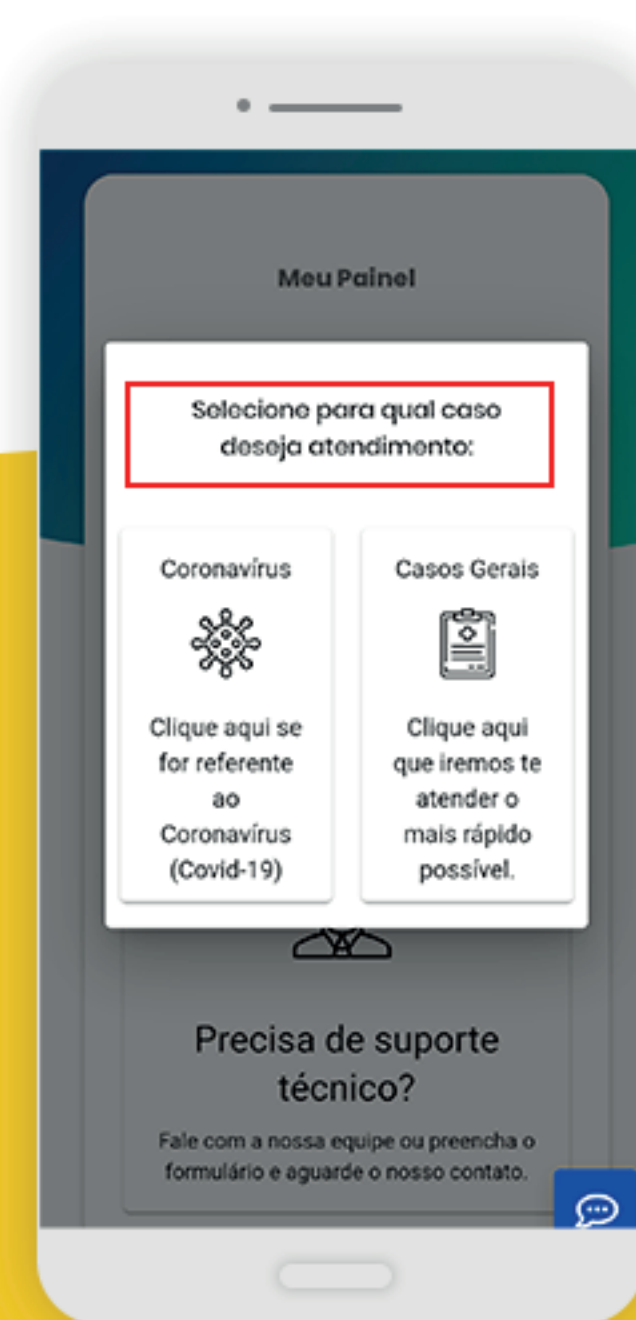 Meu Painel
Selecione para qual caso
deseja atendimento:
Coronavírus
Clique aqui se
for referente
ao
Coronavírus
(Covid-19)
Casos Gerais
Clique aqui
que iremos te
atender o
mais rápido
possível.
Precisa de suporte
técnico?
Fale com a nossa equipe ou preencha o
formulário e aguarde o nosso contato.